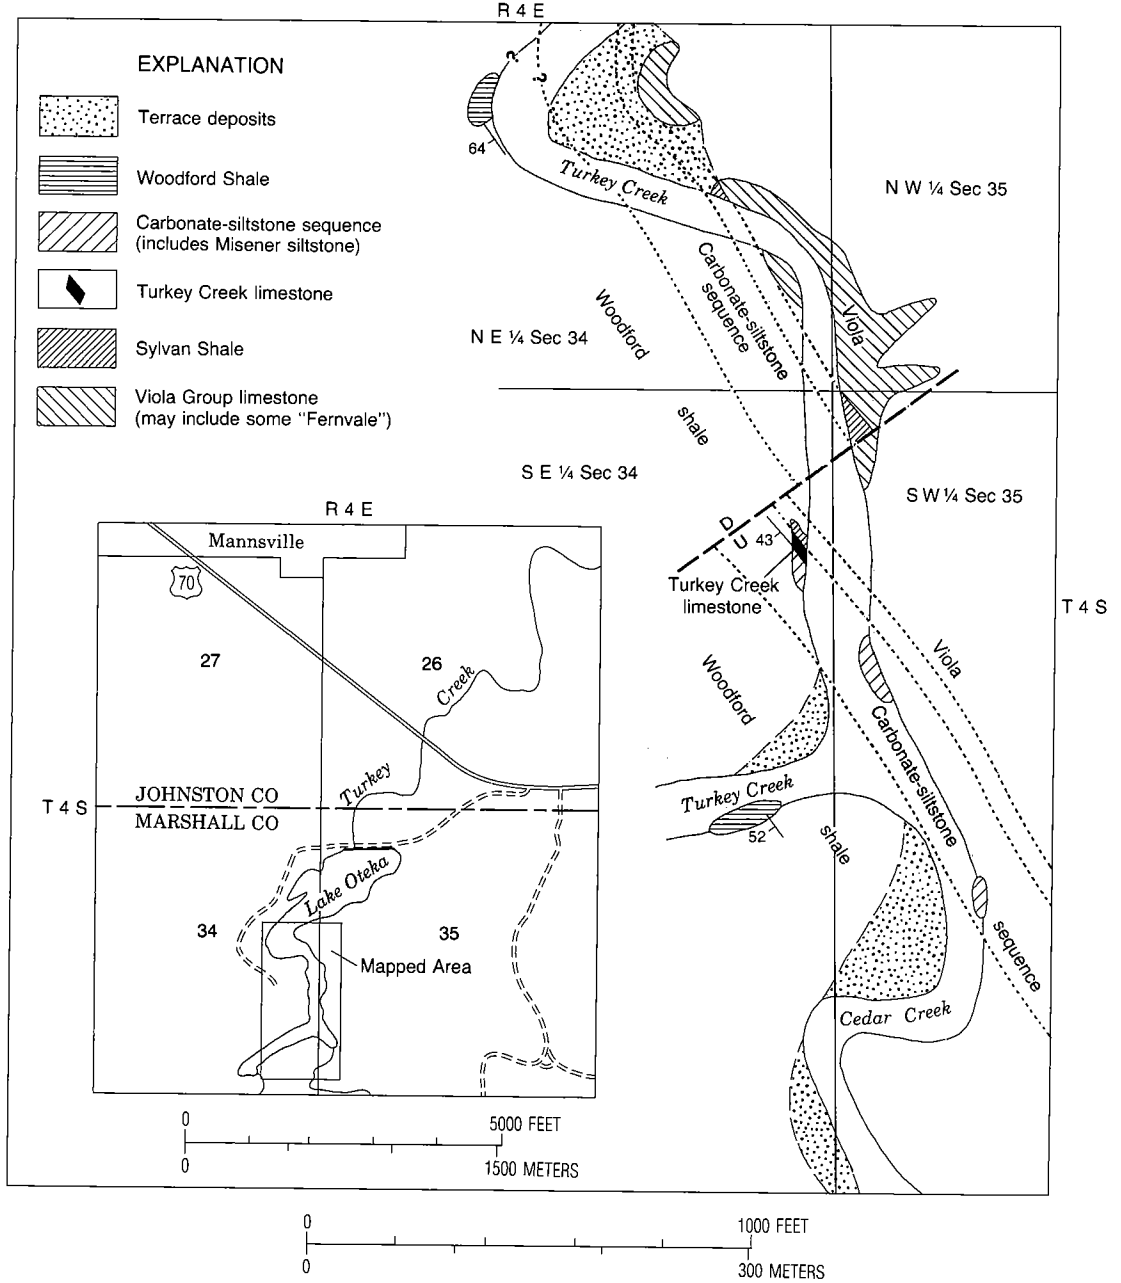 R 4 E
EXPLANATION
Terrace deposits
Woodford Shale
Carbonate-siltstone sequence
(includes Misener siltstone)
Turkey Creek limestone
Sylvan Shale
Viola Group limestone
(may include some "Fernvale")
?
?
64
Turkey Creek
N W ¼ Sec 35
Carbonate-siltstone
sequence
Woodford
Viola
N E ¼ Sec 34
shale
S E ¼ Sec 34
S W ¼ Sec 35
D
U
43
Turkey Creek
limestone
T 4 S
Woodford
Viola
Carbonate-siltstone
Turkey Creek
52
shale
sequence
Cedar Creek
R 4 E
Mannsville
70
27
26
Creek
Turkey
T 4 S
JOHNSTON CO
MARSHALL CO
Lake Oteka
34
35
Mapped Area
0
5000 FEET
0
1500 METERS
0
1000 FEET
0
300 METERS